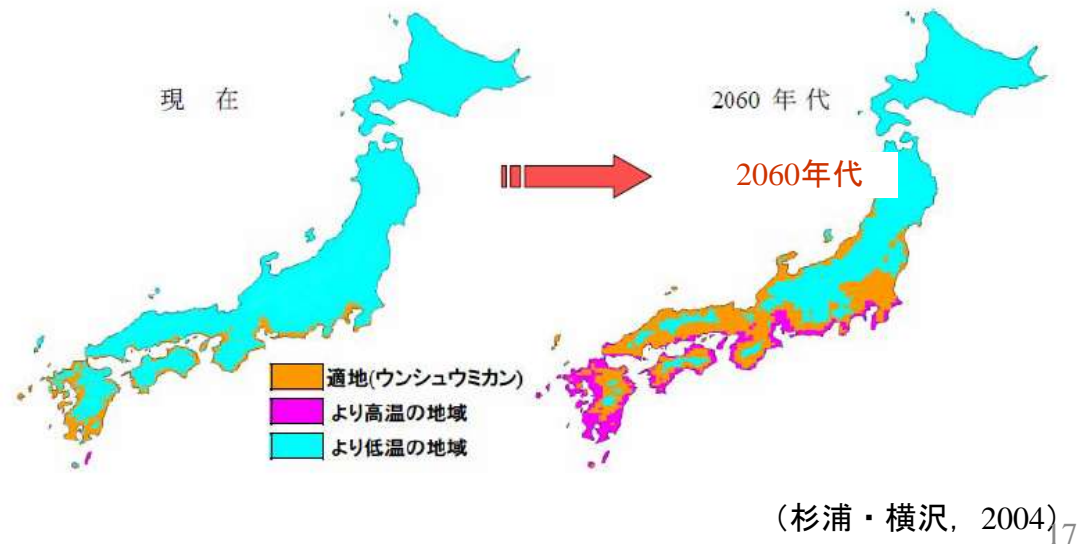 現 在
2060 年 代
2060年代
適地(ウンシュウミカン)
より高温の地域
より低温の地域
(杉浦・横沢, 2004)
17